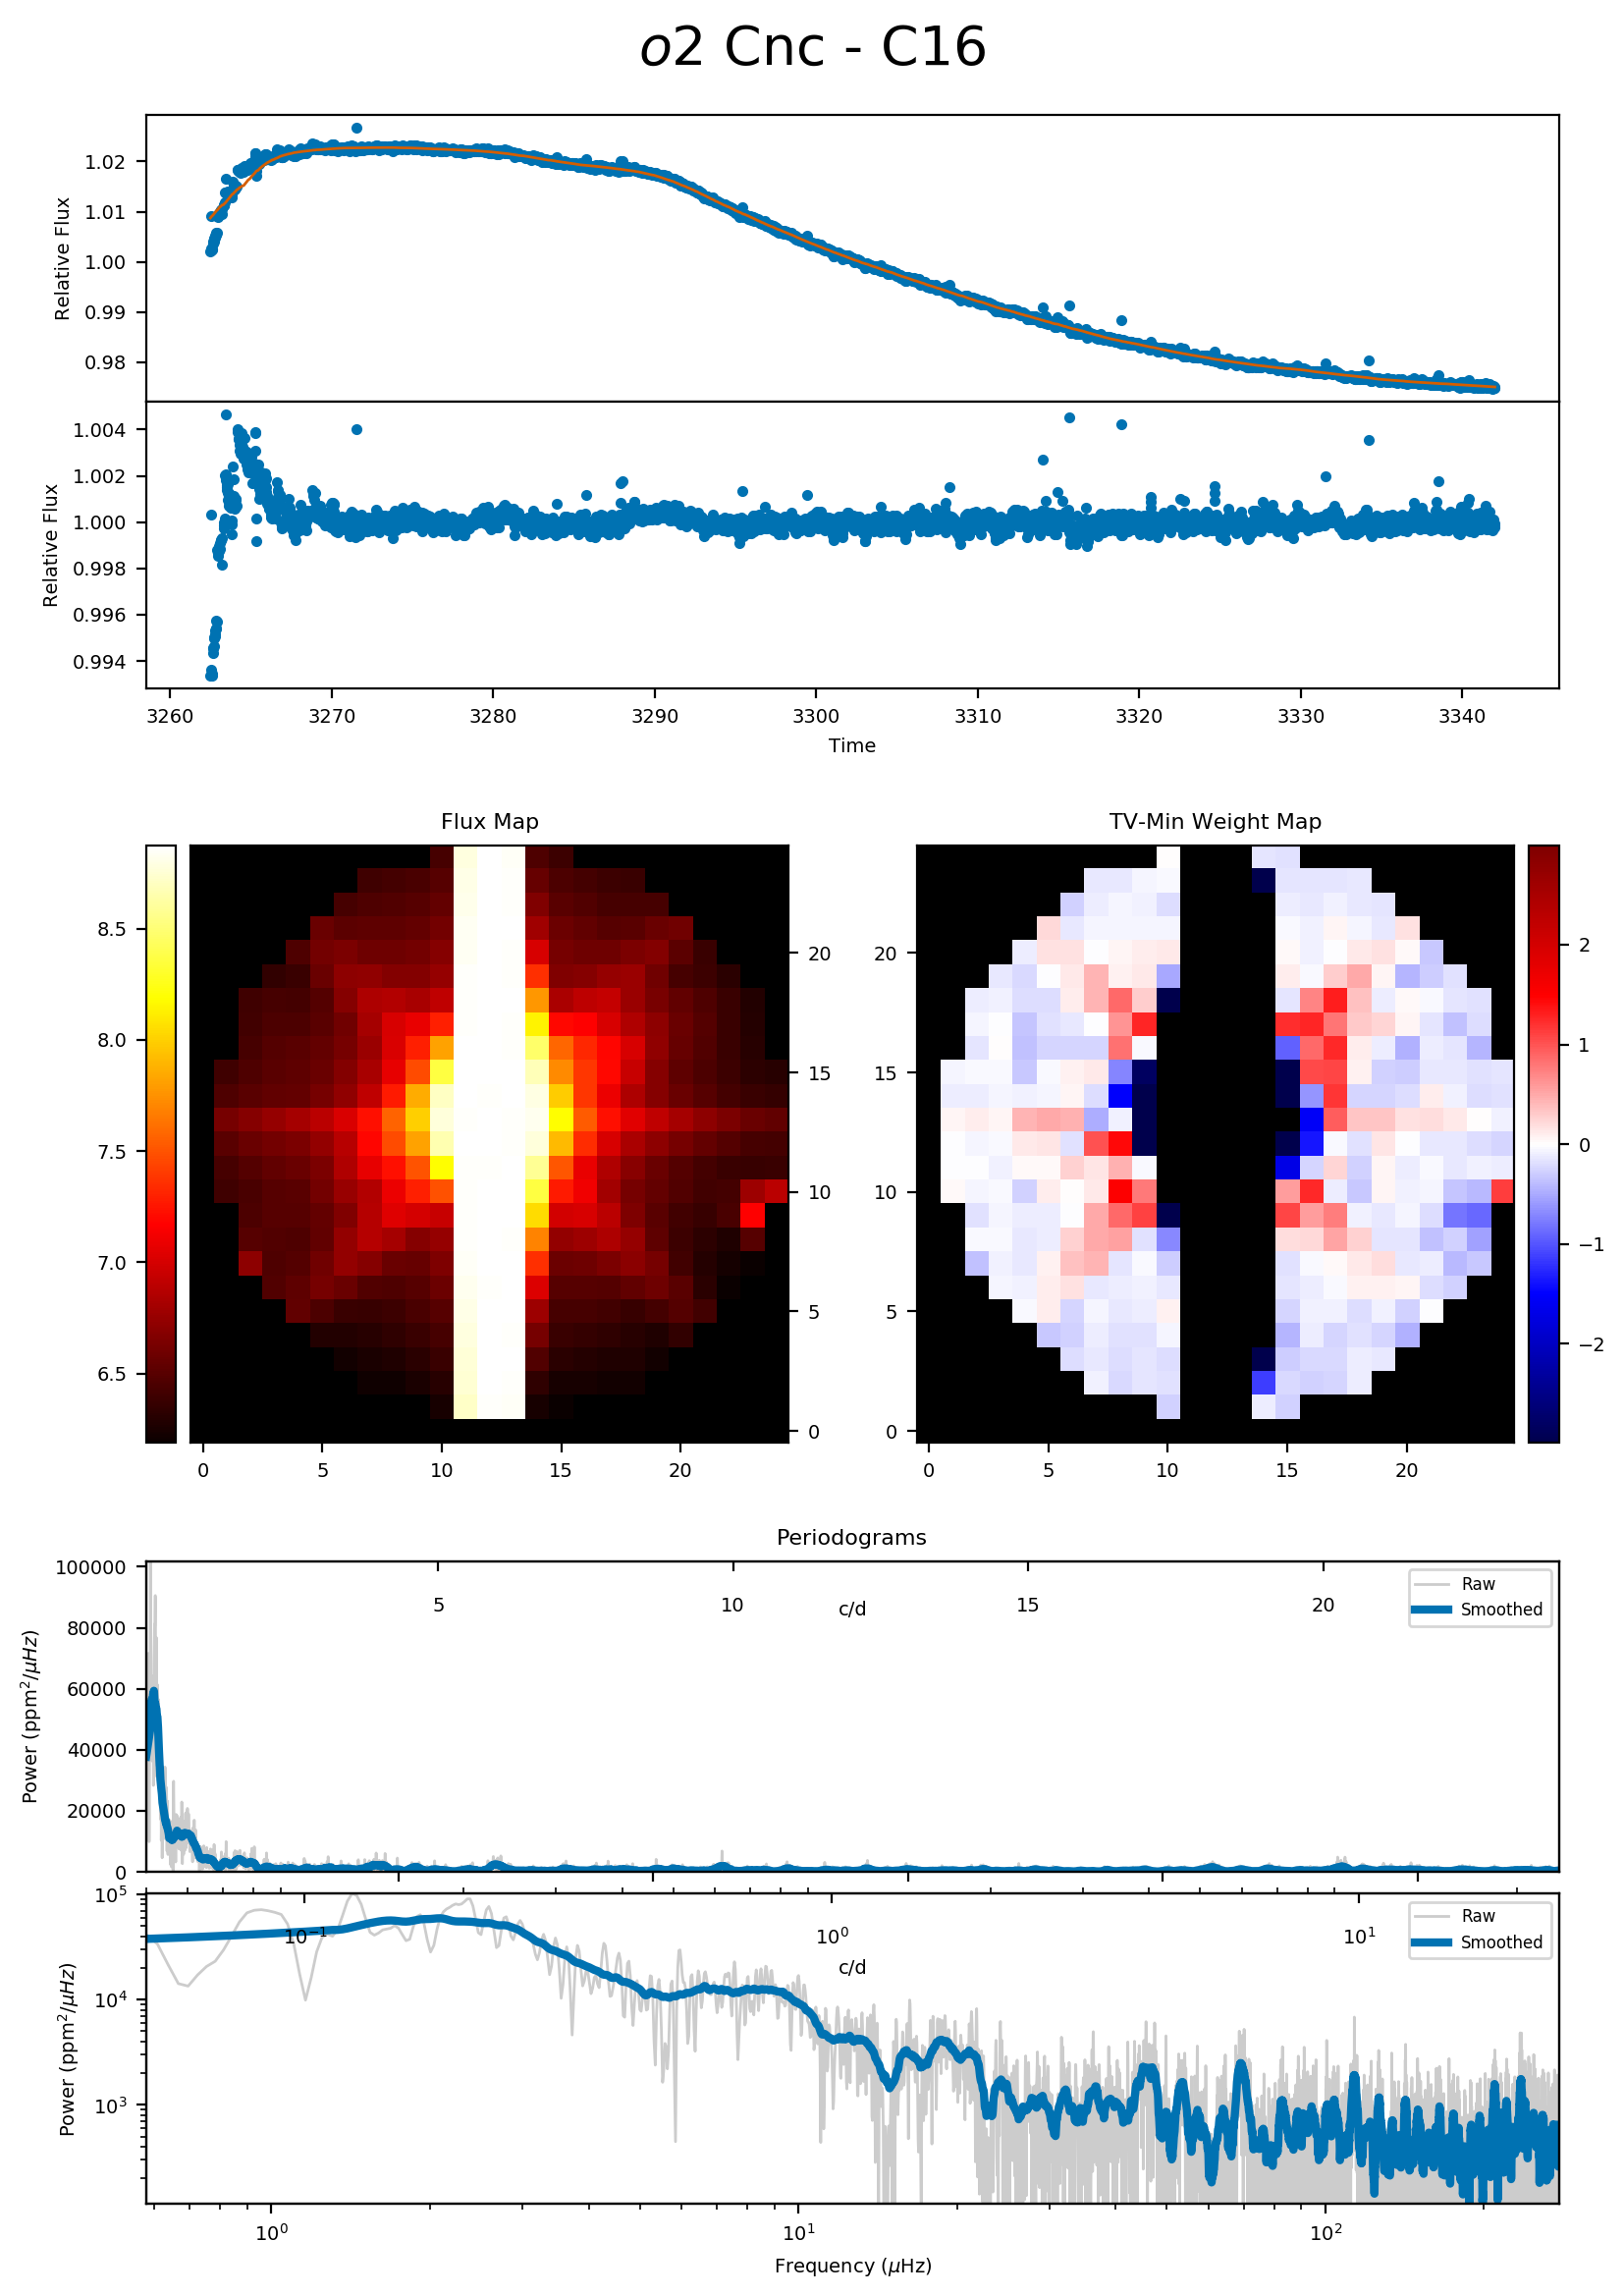 o2 Cnc - C16
1.02
1.01
1.00
0.99
0.98
Relative Flux
1.004
1.002
1.000
0.998
0.996
0.994
Relative Flux
3260 3270 3280 3290 3300 3310 3320 3330 3340
Time
Flux Map
8.5
8.0
7.5
7.0
6.5
20
15
10
5
0
0 5 10 15 20
TV-Min Weight Map
20
15
10
5
0
0 5 10 15 20
2
1
0
−1
−2
Periodograms
100000
80000
60000
40000
20000
0
Power (ppm²/μHz)
5 10 15 20
c/d
Raw
Smoothed
10⁵
10⁴
10³
Power (ppm²/μHz)
10⁻¹ 10⁰ 10¹
c/d
Raw
Smoothed
10⁰ 10¹ 10²
Frequency (μHz)